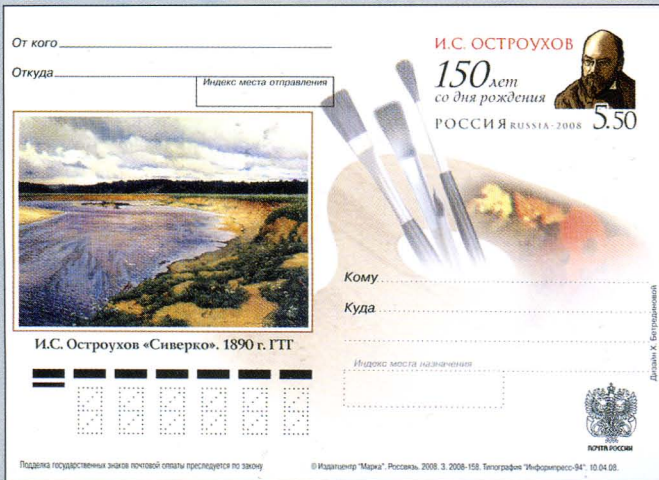 От кого
Откуда
Индекс места отправления
И.С. ОСТРОУХОВ
150 лет
со дня рождения
РОССИЯ RUSSIA-2008 5.50
И.С. Остроухов «Сиверко». 1890 г. ГТГ
Кому
Куда
Индекс места назначения
Дизайн Х. Бетрединовой
ПОЧТА РОССИИ
Подделка государственных знаков почтовой оплаты преследуется по закону
© Издатцентр "Марка". Россвязь. 2008. З. 2008-158. Типография "Информпресс-94". 10.04.08.